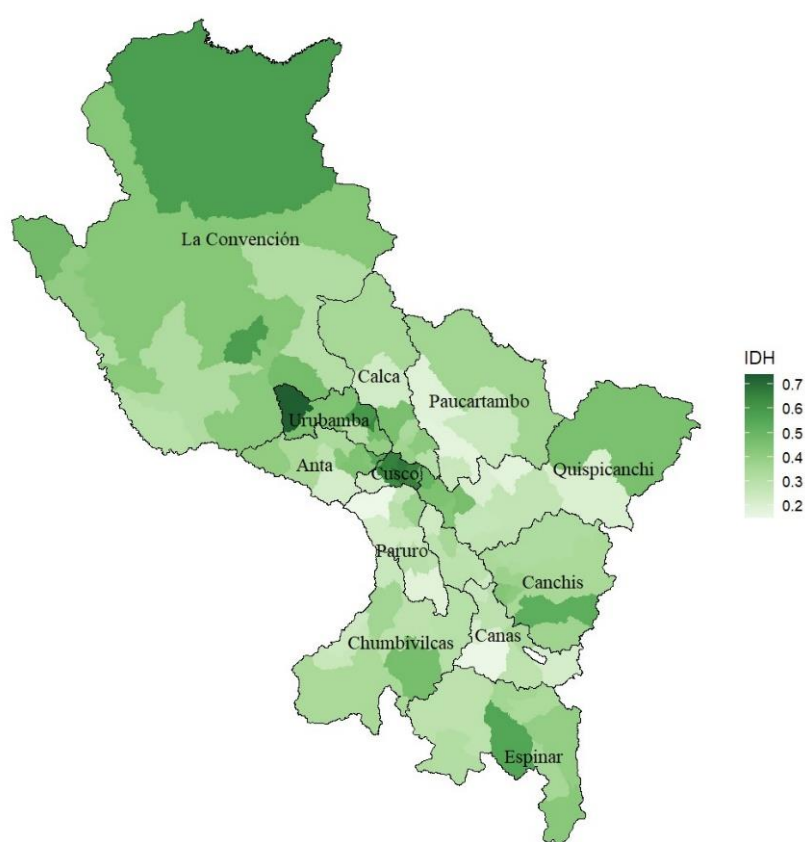 La Convención
IDH
0.7
0.6
0.5
0.4
0.3
0.2
Calca
Paucartambo
Urubamba
Anta
Cusco
Quispicanchi
Paruro
Canchis
Chumbivilcas
Canas
Espinar